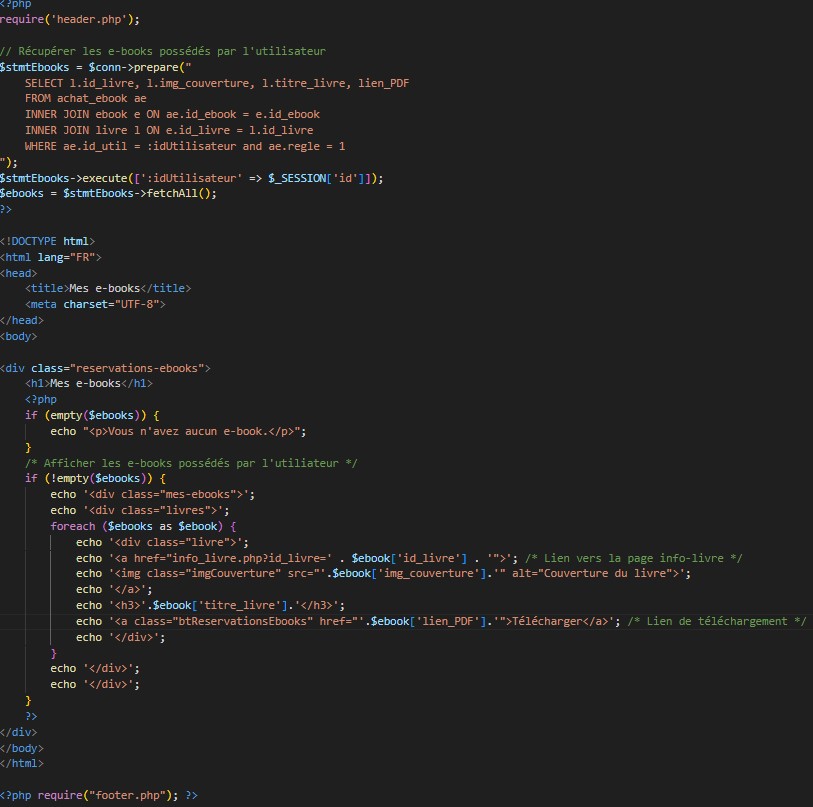 <?php
require('header.php');
// Récupérer les e-books possédés par l'utilisateur
$stmtEbooks = $conn->prepare("
SELECT l.id_livre, l.img_couverture, l.titre_livre, lien_PDF
FROM achat_ebook ae
INNER JOIN ebook e ON ae.id_ebook = e.id_ebook
INNER JOIN livre l ON e.id_livre = l.id_livre
WHERE ae.id_util = :idUtilisateur and ae.regle = 1
");
$stmtEbooks->execute([':idUtilisateur' => $_SESSION['id']]);
$ebooks = $stmtEbooks->fetchAll();
?>
<!DOCTYPE html>
<html lang="FR">
<head>
<title>Mes e-books</title>
<meta charset="UTF-8">
</head>
<body>
<div class="reservations-ebooks">
<h1>Mes e-books</h1>
<?php
if (empty($ebooks)) {
echo "<p>Vous n'avez aucun e-book.</p>";
}
/* Afficher les e-books possédés par l'utiliateur */
if (!empty($ebooks)) {
echo '<div class="mes-ebooks">';
echo '<div class="livres">';
foreach ($ebooks as $ebook) {
echo '<div class="livre">';
echo '<a href="info_livre.php?id_livre=' . $ebook['id_livre'] . '">'; /* Lien vers la page info-livre */
echo '<img class="imgCouverture" src="'.$ebook['img_couverture'].'" alt="Couverture du livre">';
echo '</a>';
echo '<h3>'.$ebook['titre_livre'].'</h3>';
echo '<a class="btReservationsEbooks" href="'.$ebook['lien_PDF'].'">Télécharger</a>'; /* Lien de téléchargement */
echo '</div>';
}
echo '</div>';
echo '</div>';
}
?>
</div>
</body>
</html>
<?php require("footer.php"); ?>